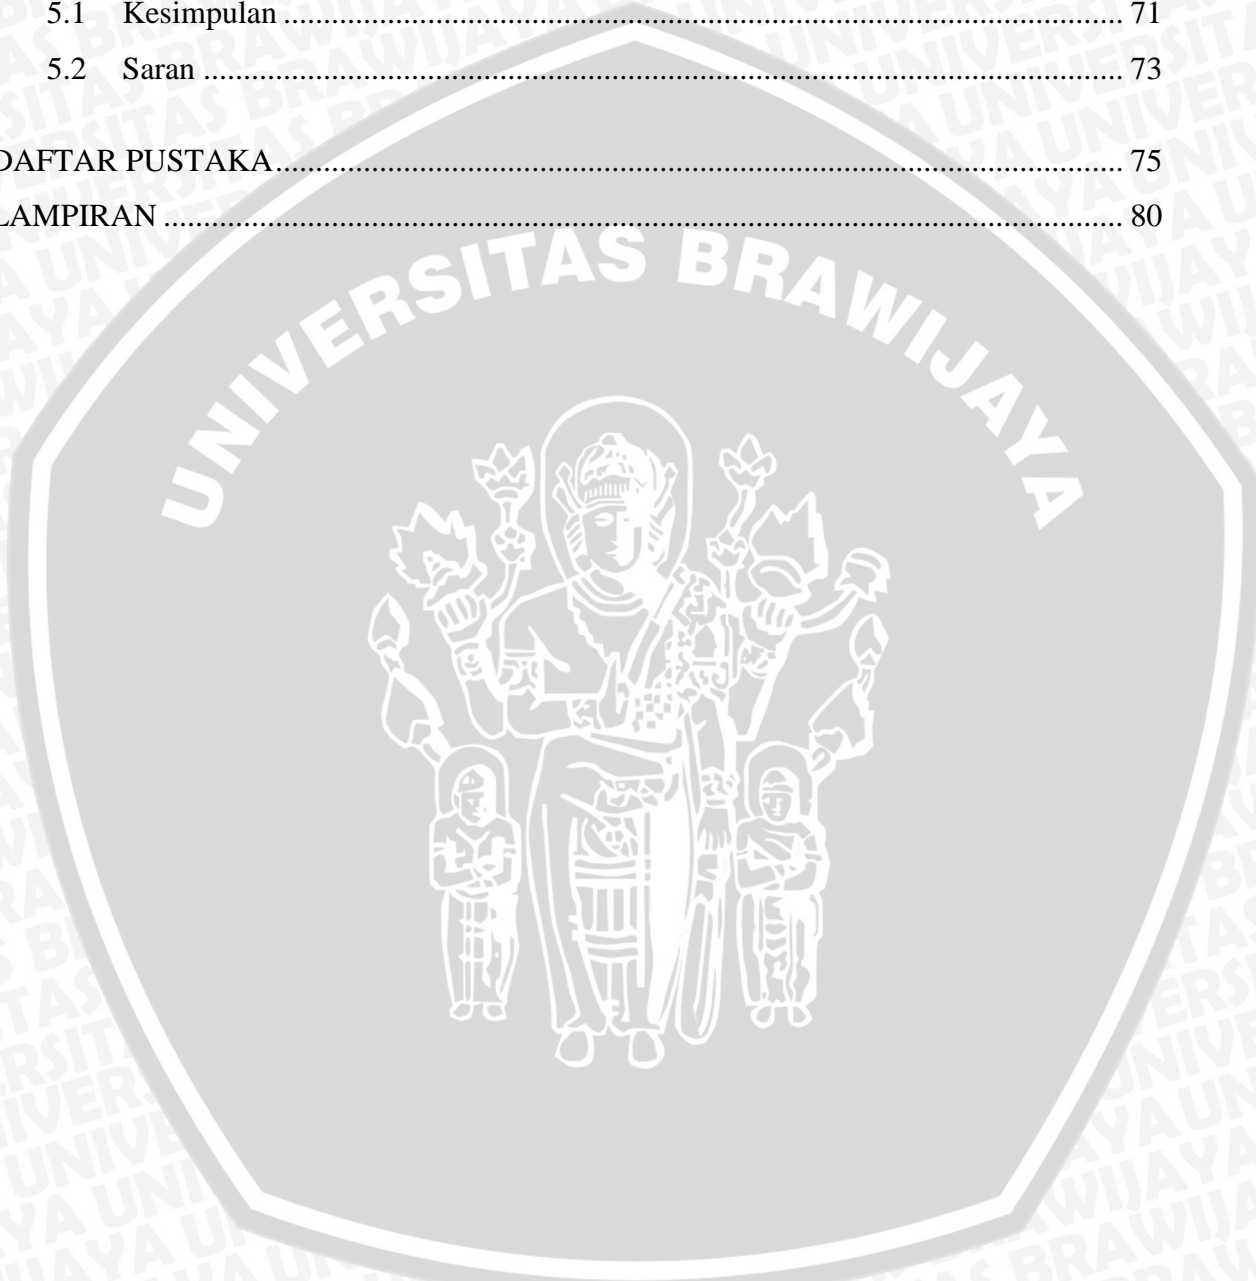 5.1 Kesimpulan ........................................................................................................ 71
5.2 Saran .................................................................................................................. 73
DAFTAR PUSTAKA......................................................................................................... 75
LAMPIRAN ....................................................................................................................... 80
UNIVERSITAS BRAWIJAYA